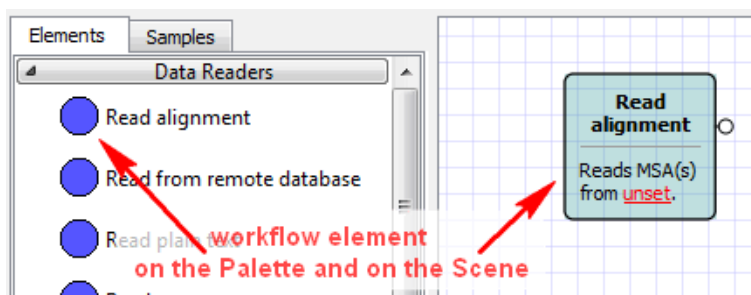 Elements
Samples
Data Readers
Read alignment
Read from remote database
Read plain text
workflow element
on the Palette and on the Scene
Read
alignment
Reads MSA(s)
from unset.